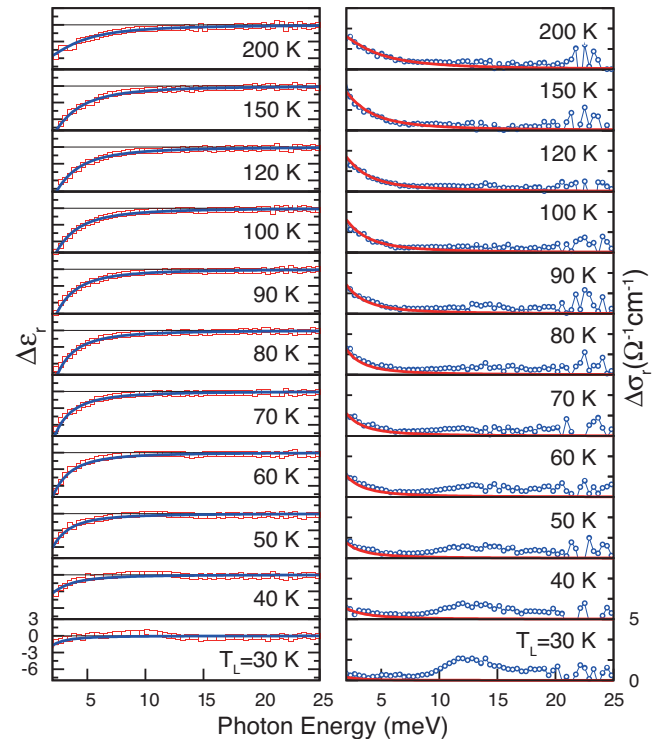 200 K
150 K
120 K
100 K
90 K
80 K
70 K
60 K
50 K
40 K
T_L=30 K
Δε_r
3
0
-3
-6
5
10
15
20
25
200 K
150 K
120 K
100 K
90 K
80 K
70 K
60 K
50 K
40 K
T_L=30 K
5
0
Δσ_r(Ω⁻¹cm⁻¹)
5
10
15
20
25
Photon Energy (meV)